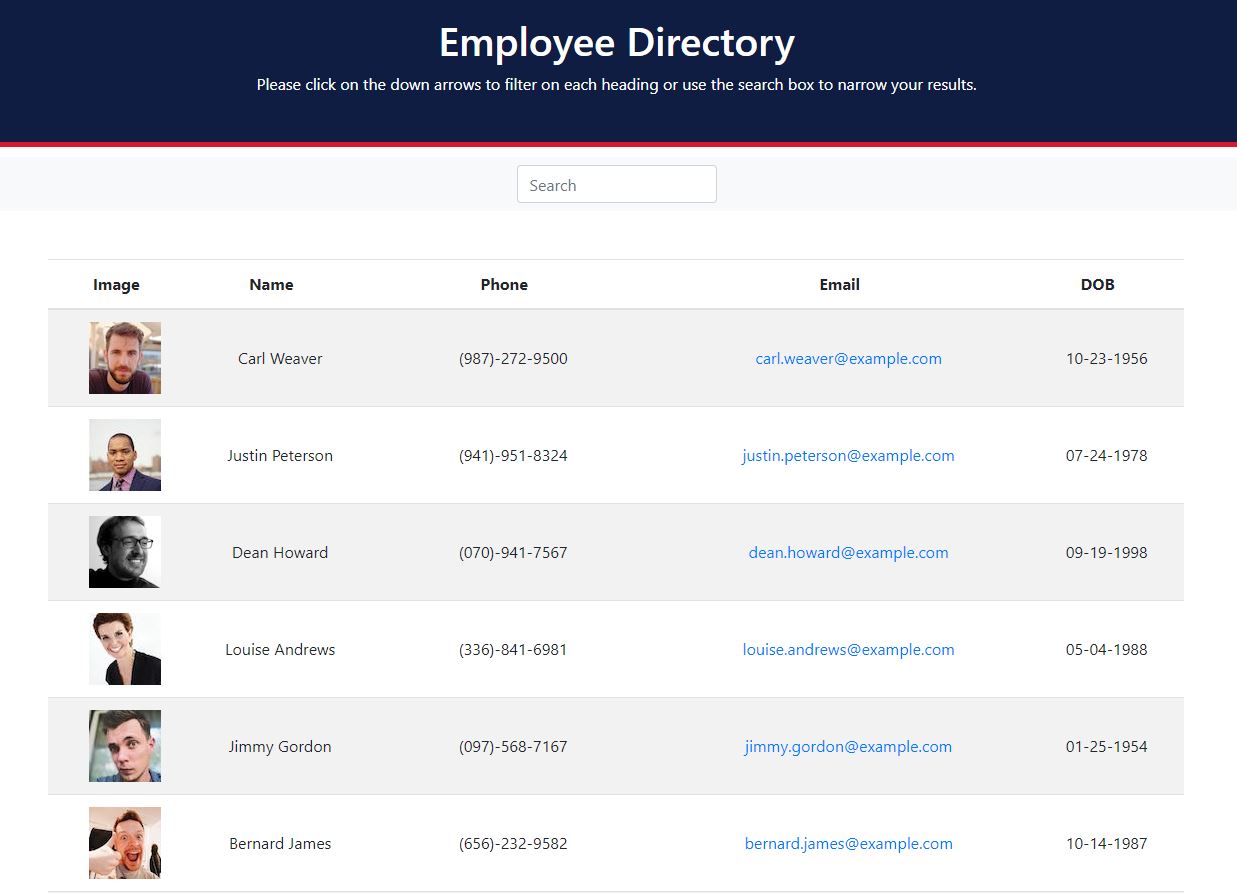 Employee Directory
Please click on the down arrows to filter on each heading or use the search box to narrow your results.
Search
Image Name Phone Email DOB
Carl Weaver (987)-272-9500 carl.weaver@example.com 10-23-1956
Justin Peterson (941)-951-8324 justin.peterson@example.com 07-24-1978
Dean Howard (070)-941-7567 dean.howard@example.com 09-19-1998
Louise Andrews (336)-841-6981 louise.andrews@example.com 05-04-1988
Jimmy Gordon (097)-568-7167 jimmy.gordon@example.com 01-25-1954
Bernard James (656)-232-9582 bernard.james@example.com 10-14-1987